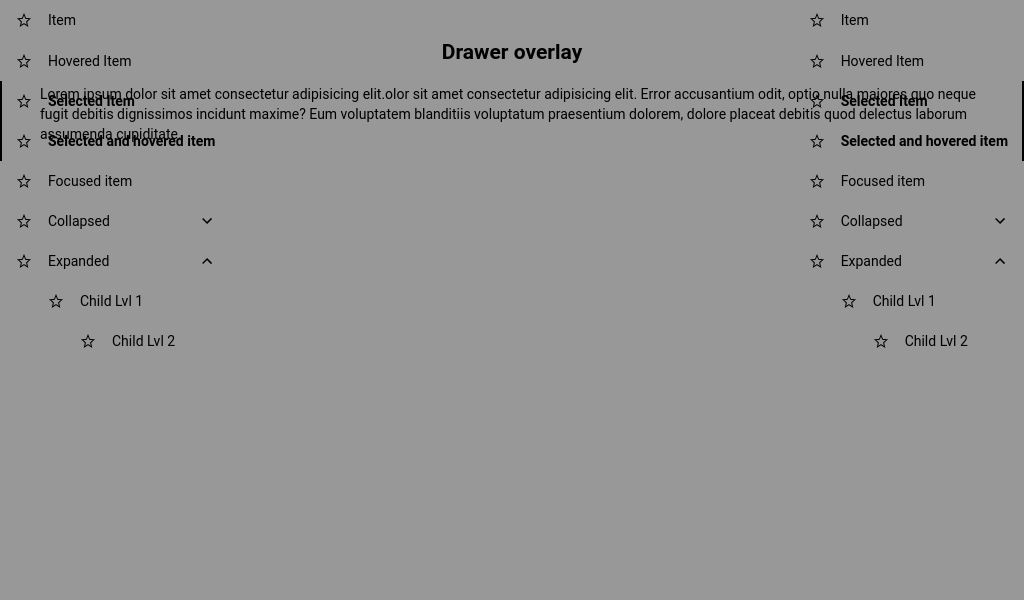 Item
Hovered Item
Selected Item
Selected and hovered item
Focused item
Collapsed
Expanded
Child Lvl 1
Child Lvl 2
Drawer overlay
Lorem ipsum dolor sit amet consectetur adipisicing elit.olor sit amet consectetur adipisicing elit. Error accusantium odit, optio nulla maiores quo neque
fugit debitis dignissimos incidunt maxime? Eum voluptatem blanditiis voluptatum praesentium dolorem, dolore placeat debitis quod delectus laborum
assumenda cupiditate.
Item
Hovered Item
Selected Item
Selected and hovered item
Focused item
Collapsed
Expanded
Child Lvl 1
Child Lvl 2